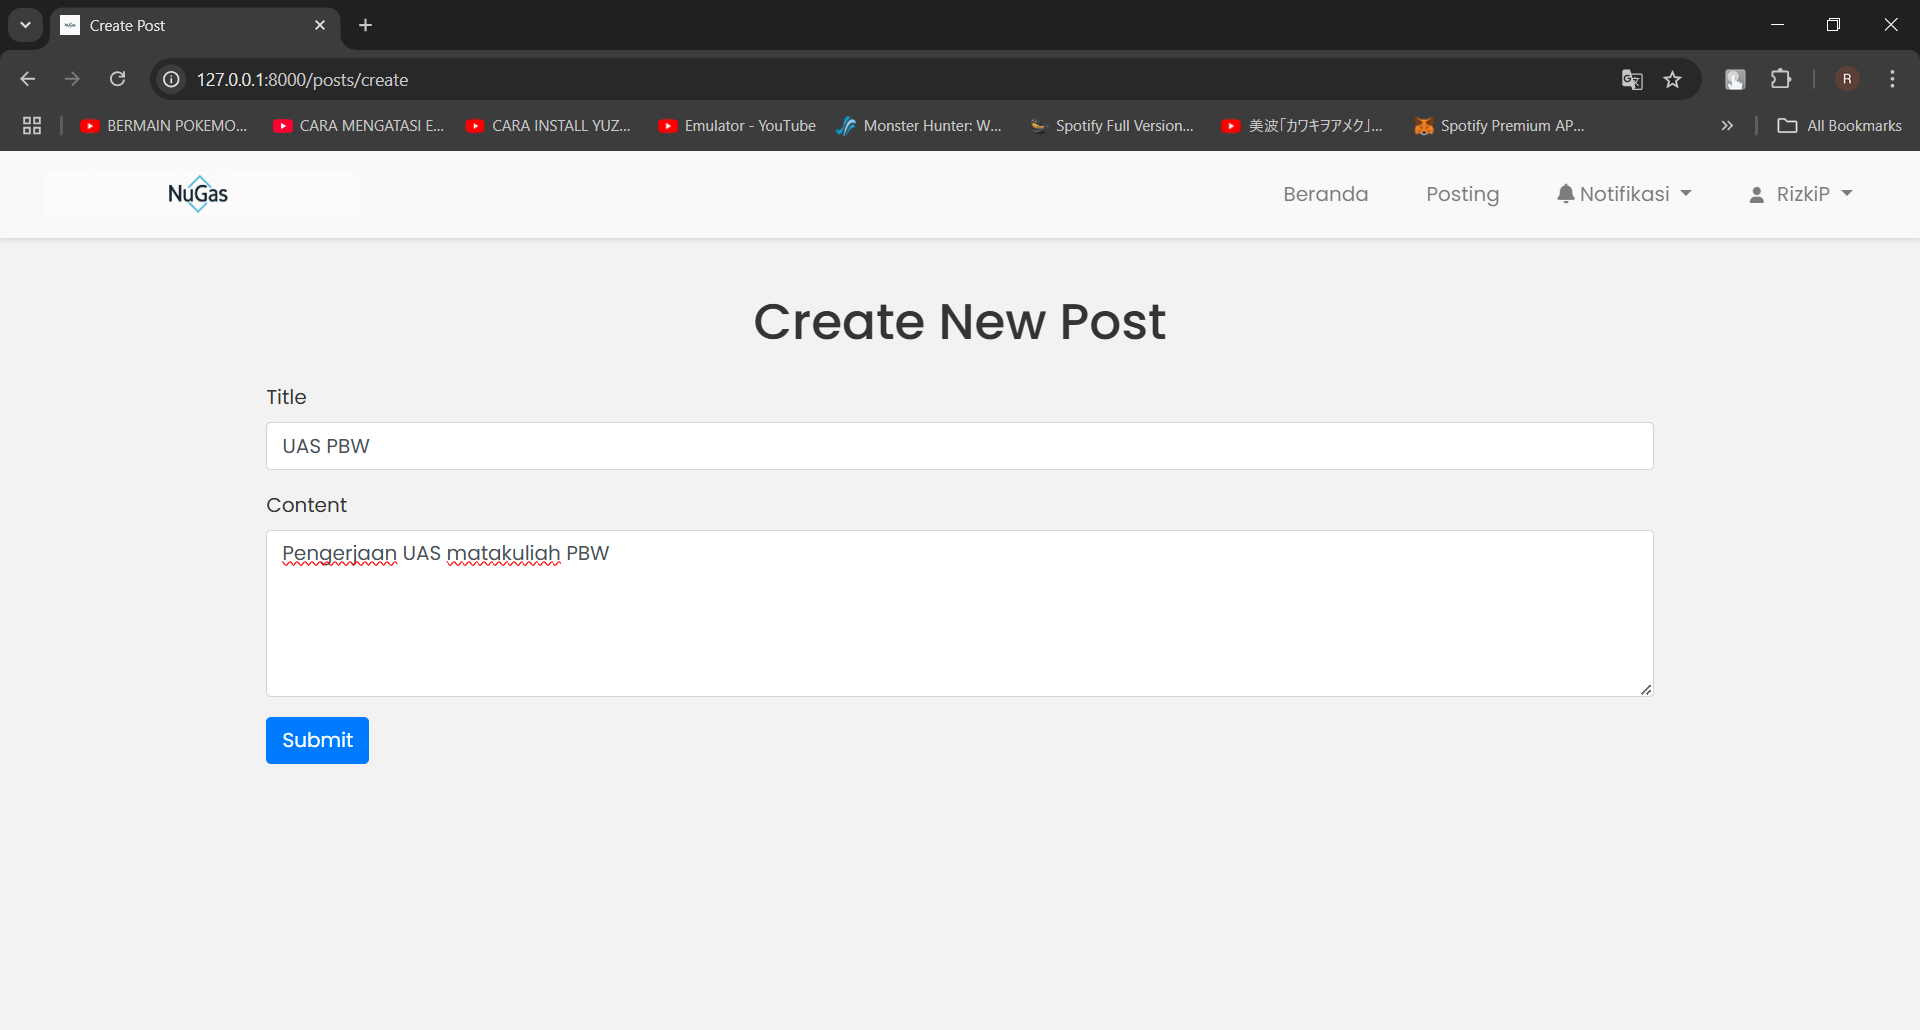 Create Post
127.0.0.1:8000/posts/create
R
BERMAIN POKEMO...
CARA MENGATASI E...
CARA INSTALL YUZ...
Emulator - YouTube
Monster Hunter: W...
Spotify Full Version...
美波「カワキヲアメク」...
Spotify Premium AP...
All Bookmarks
NuGas
Beranda
Posting
Notifikasi
RizkiP
Create New Post
Title
UAS PBW
Content
Pengerjaan UAS matakuliah PBW
Submit